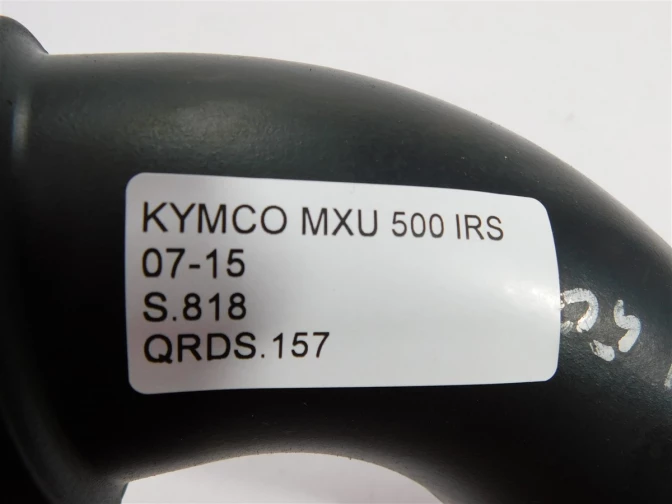 KYMCO MXU 500 IRS
07-15
S.818
QRDS.157